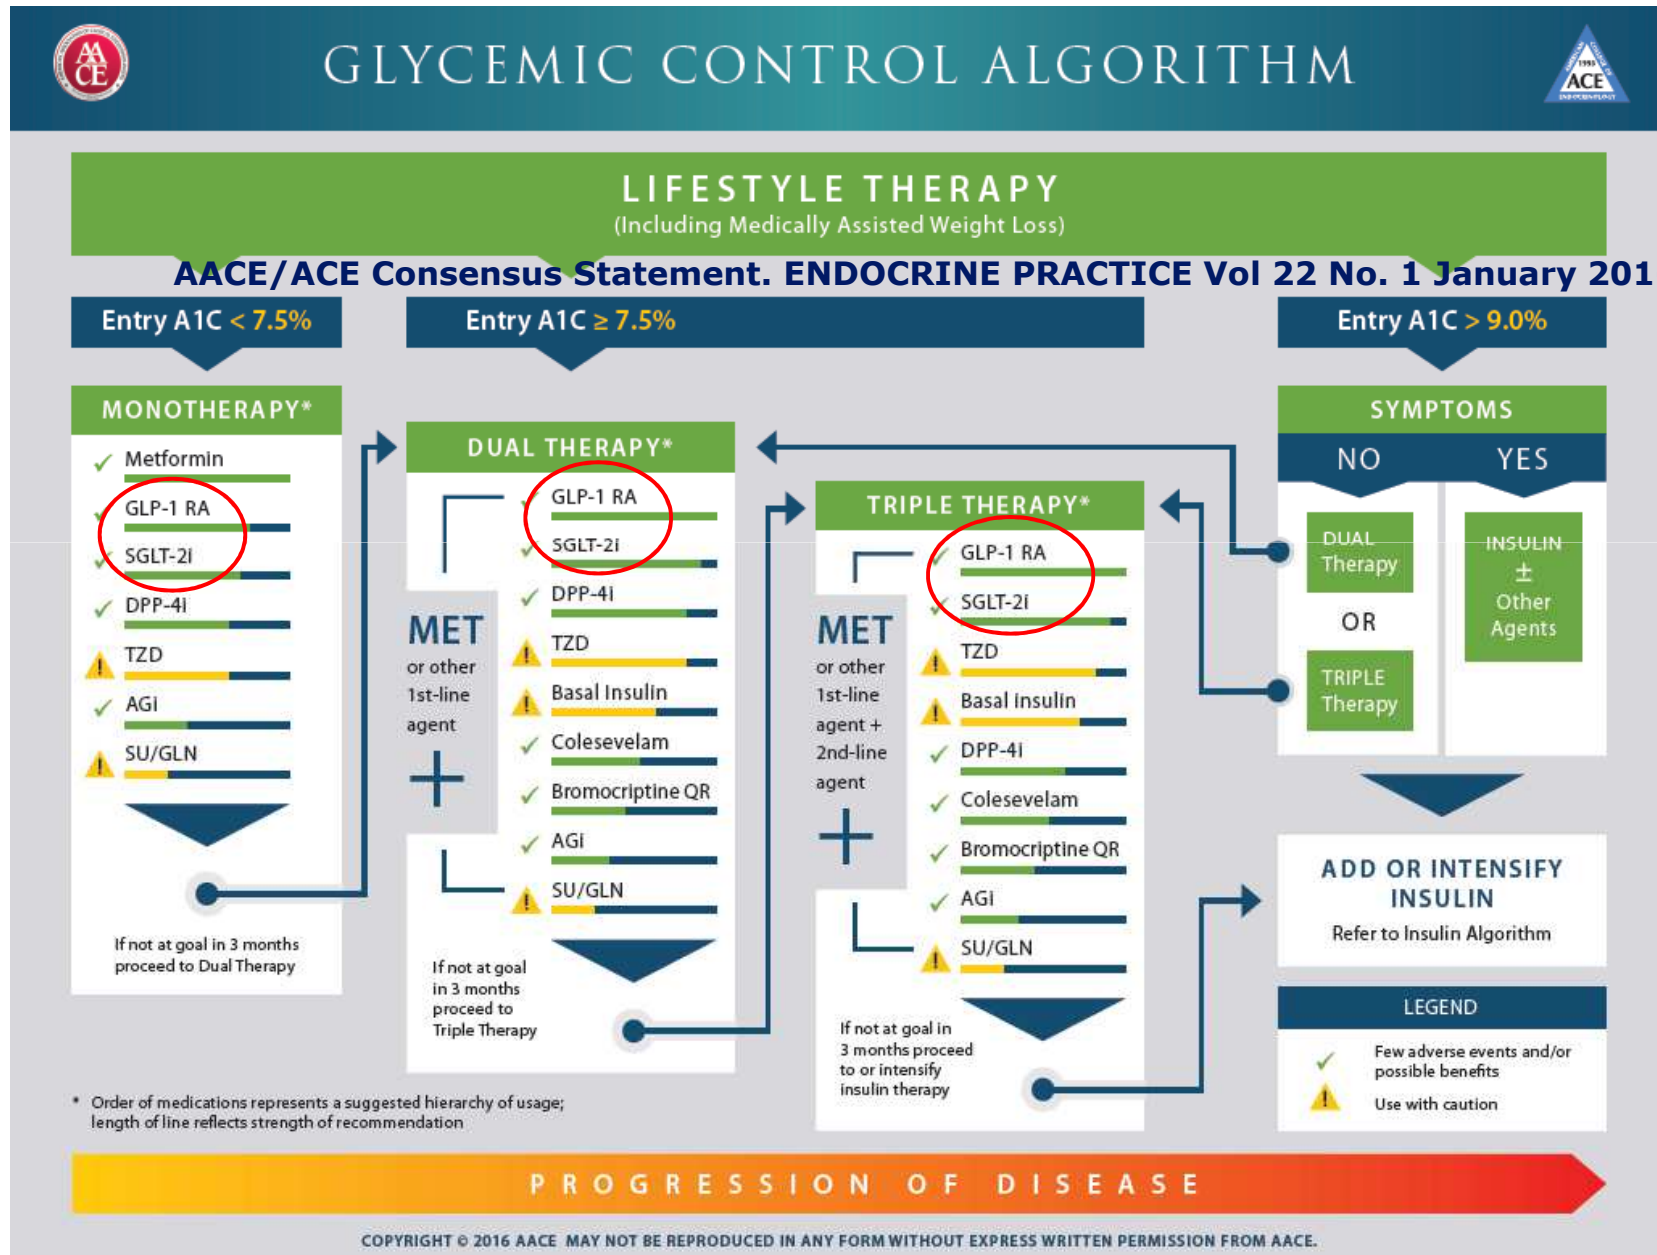 AACE
GLYCEMIC CONTROL ALGORITHM
ACE
LIFESTYLE THERAPY
(Including Medically Assisted Weight Loss)
AACE/ACE Consensus Statement. ENDOCRINE PRACTICE Vol 22 No. 1 January 201
Entry A1C < 7.5%
MONOTHERAPY*
Metformin
GLP-1 RA
SGLT-2i
DPP-4i
TZD
AGi
SU/GLN
If not at goal in 3 months
proceed to Dual Therapy
Entry A1C ≥ 7.5%
DUAL THERAPY*
MET
or other
1st-line
agent
+
GLP-1 RA
SGLT-2i
DPP-4i
TZD
Basal Insulin
Colesevelam
Bromocriptine QR
AGi
SU/GLN
If not at goal
in 3 months
proceed to
Triple Therapy
TRIPLE THERAPY*
MET
or other
1st-line
agent +
2nd-line
agent
+
GLP-1 RA
SGLT-2i
TZD
Basal Insulin
DPP-4i
Colesevelam
Bromocriptine QR
AGi
SU/GLN
If not at goal in
3 months proceed
to or intensify
insulin therapy
Entry A1C > 9.0%
SYMPTOMS
NO
YES
DUAL
Therapy
OR
TRIPLE
Therapy
INSULIN
±
Other
Agents
ADD OR INTENSIFY
INSULIN
Refer to Insulin Algorithm
LEGEND
Few adverse events and/or
possible benefits
Use with caution
* Order of medications represents a suggested hierarchy of usage;
length of line reflects strength of recommendation
PROGRESSION OF DISEASE
COPYRIGHT © 2016 AACE MAY NOT BE REPRODUCED IN ANY FORM WITHOUT EXPRESS WRITTEN PERMISSION FROM AACE.